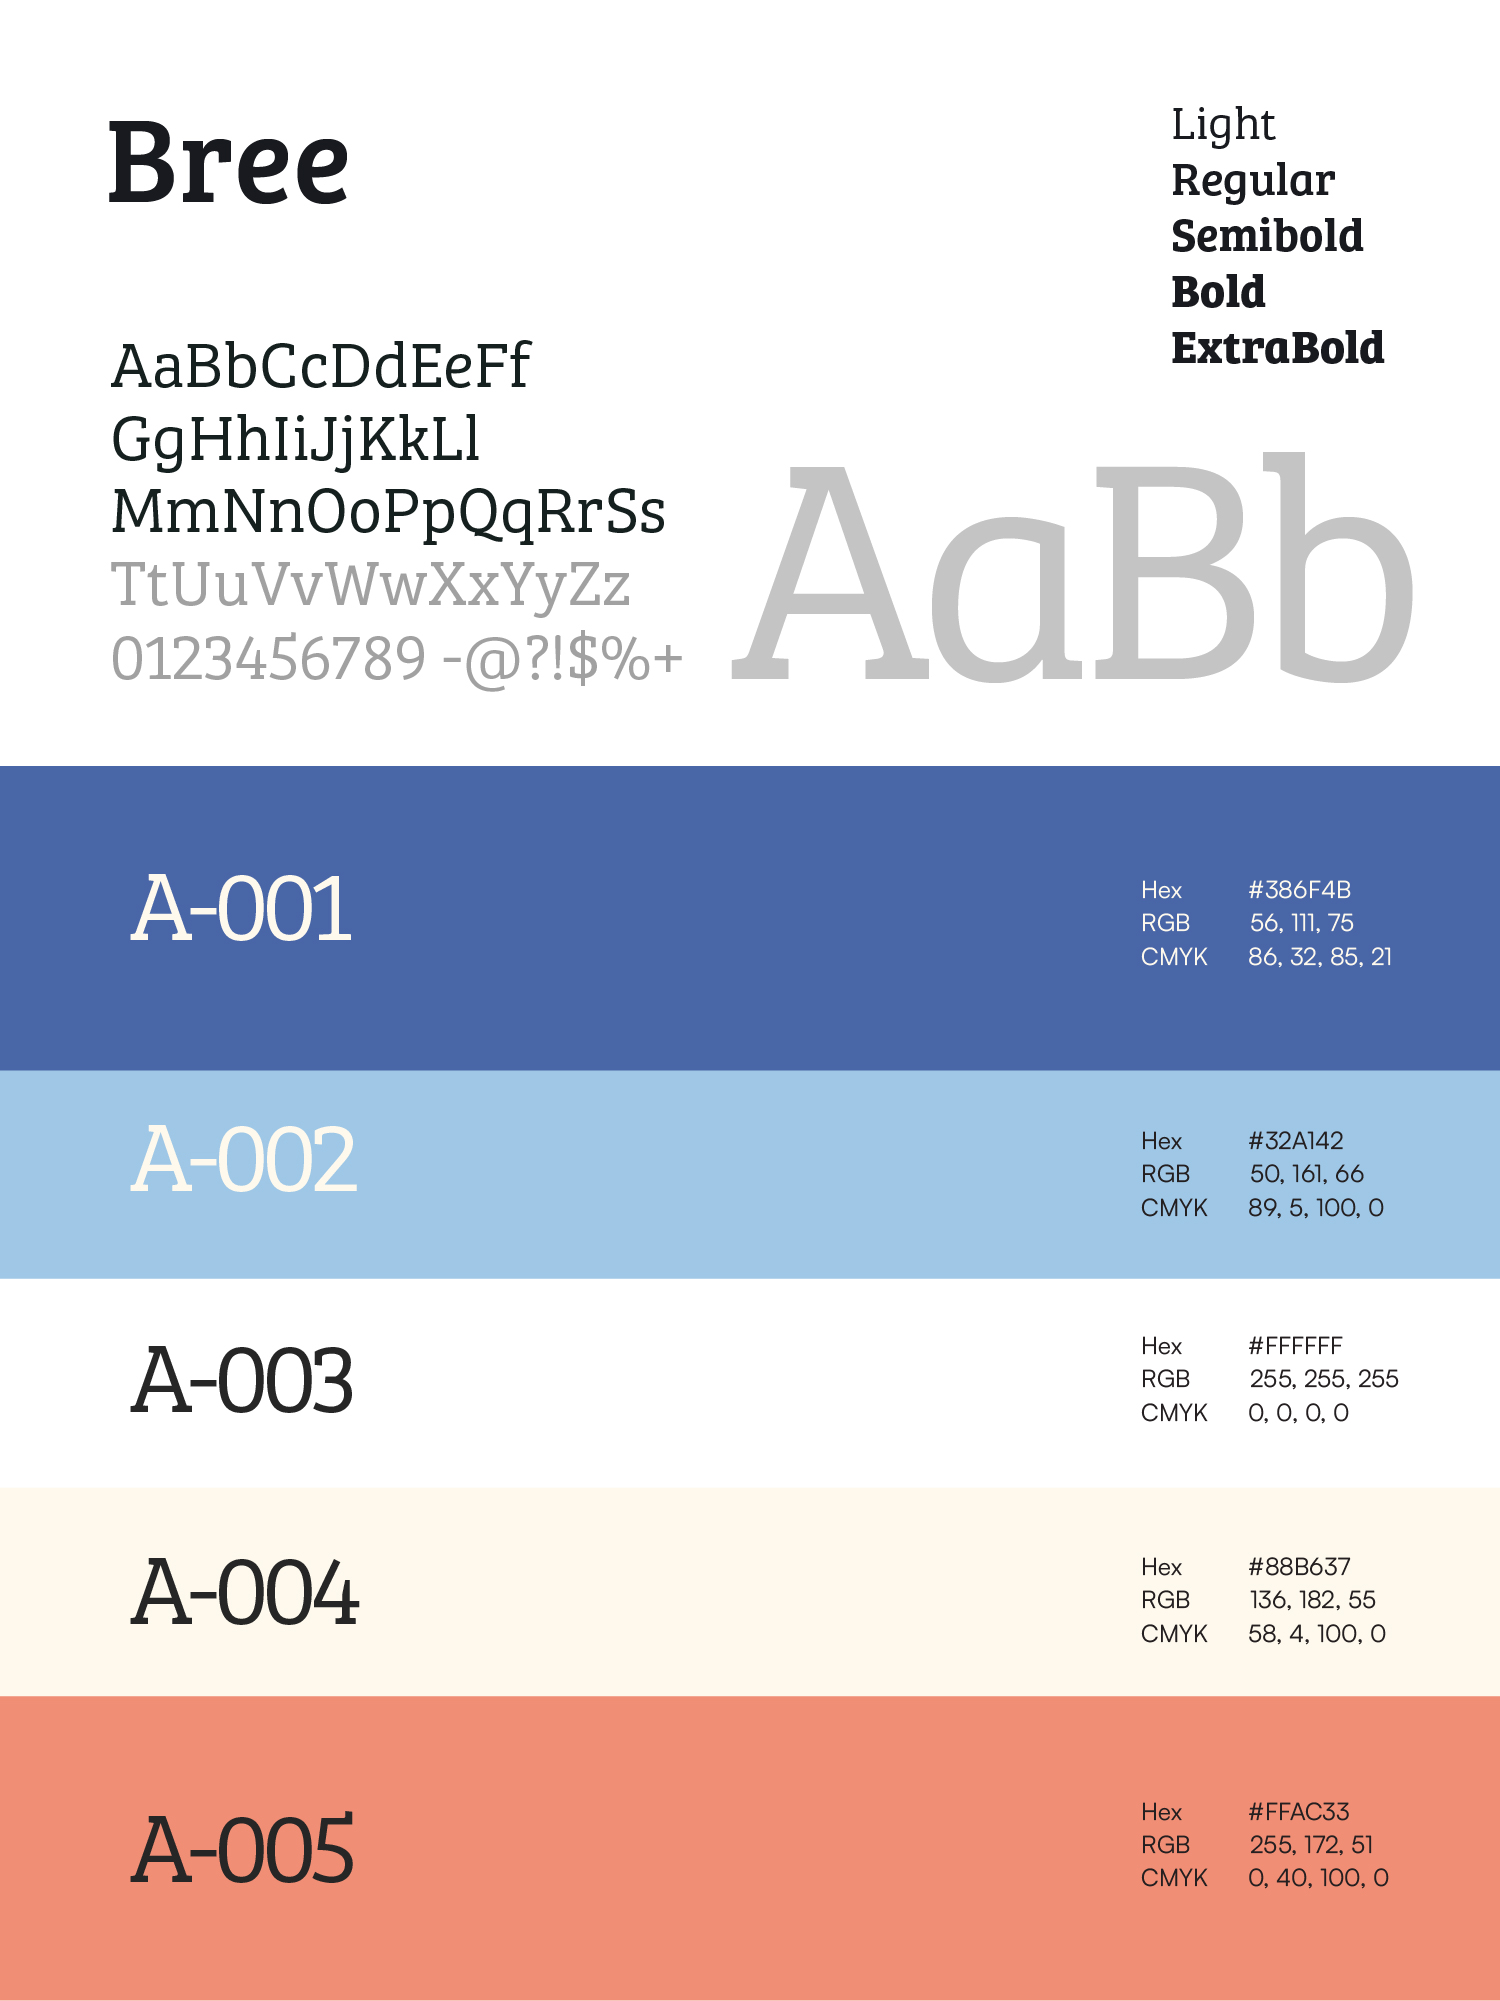 Bree
Light
Regular
Semibold
Bold
ExtraBold
AaBbCcDdEeFf
GgHhIiJjKkLl
MmNnOoPpQqRrSs
TtUuVvWwXxYyZz
0123456789 -@?!$%+
AaBb
A-001
Hex #386F4B
RGB 56, 111, 75
CMYK 86, 32, 85, 21
A-002
Hex #32A142
RGB 50, 161, 66
CMYK 89, 5, 100, 0
A-003
Hex #FFFFFF
RGB 255, 255, 255
CMYK 0, 0, 0, 0
A-004
Hex #88B637
RGB 136, 182, 55
CMYK 58, 4, 100, 0
A-005
Hex #FFAC33
RGB 255, 172, 51
CMYK 0, 40, 100, 0